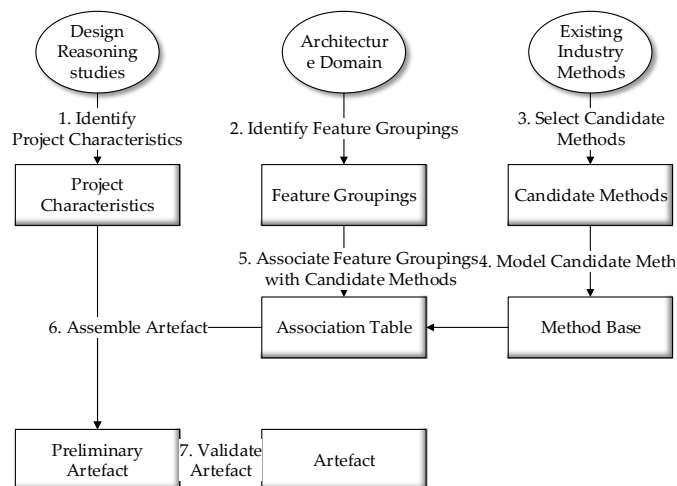 Design
Reasoning
studies
Architectur
e Domain
Existing
Industry
Methods
1. Identify
Project Characteristics
2. Identify Feature Groupings
3. Select Candidate
Methods
Project
Characteristics
Feature Groupings
Candidate Methods
5. Associate Feature Groupings
with Candidate Methods
4. Model Candidate Meth
6. Assemble Artefact
Association Table
Method Base
Preliminary
Artefact
7. Validate
Artefact
Artefact